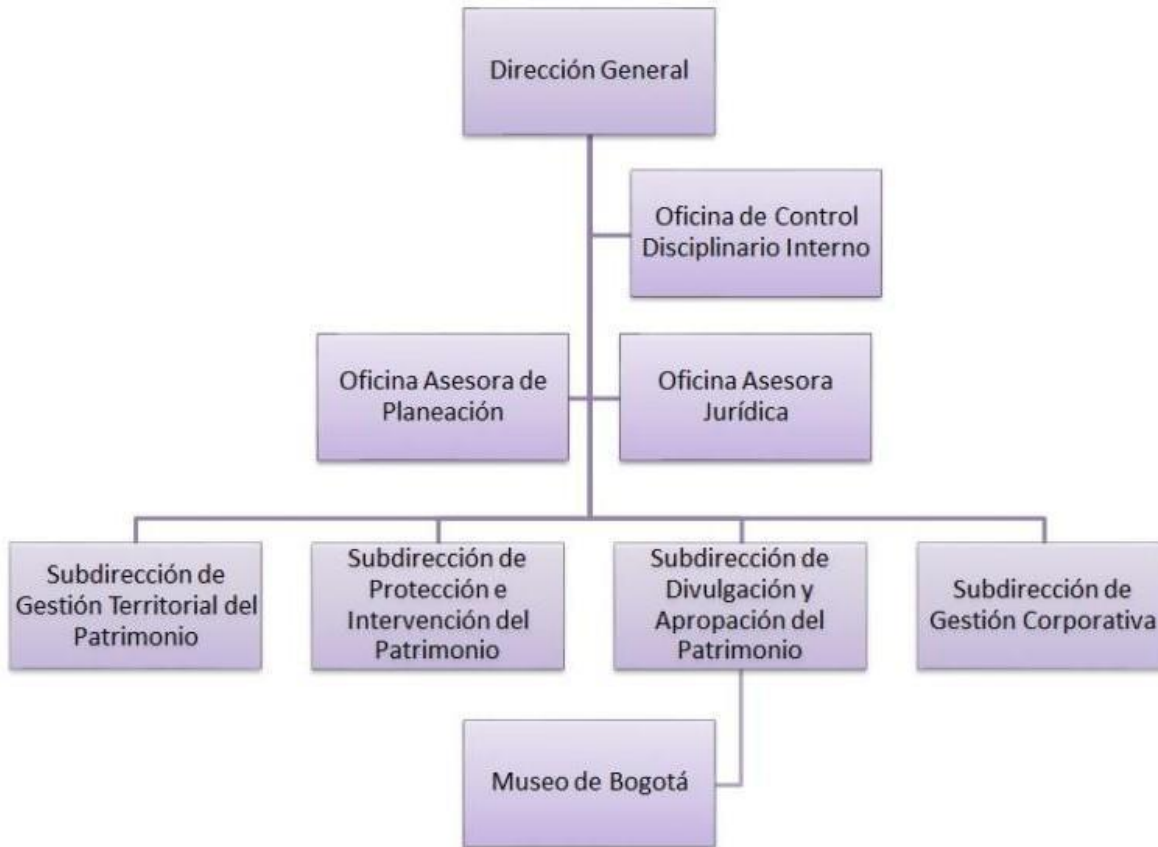 Dirección General
Oficina de Control
Disciplinario Interno
Oficina Asesora de
Planeación
Oficina Asesora
Jurídica
Subdirección de
Gestión Territorial del
Patrimonio
Subdirección de
Protección e
Intervención del
Patrimonio
Subdirección de
Divulgación y
Apropación del
Patrimonio
Subdirección de
Gestión Corporativa
Museo de Bogotá